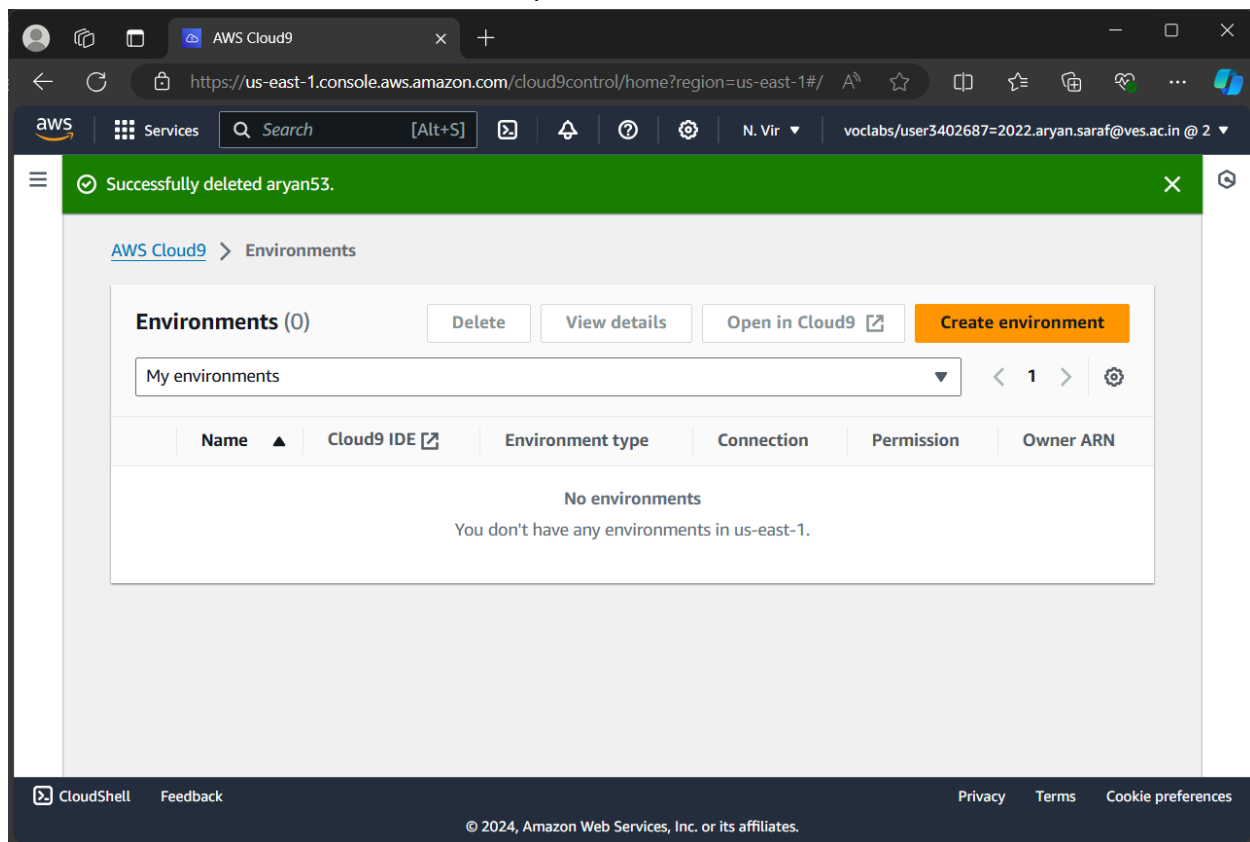 AWS Cloud9
https://us-east-1.console.aws.amazon.com/cloud9control/home?region=us-east-1#/
aws Services Search [Alt+S] N. Vir voclabs/user3402687=2022.aryan.saraf@ves.ac.in @ 2
Successfully deleted aryan53.
AWS Cloud9 > Environments
Environments (0) Delete View details Open in Cloud9 Create environment
My environments < 1 >
Name Cloud9 IDE Environment type Connection Permission Owner ARN
No environments
You don't have any environments in us-east-1.
CloudShell Feedback Privacy Terms Cookie preferences
© 2024, Amazon Web Services, Inc. or its affiliates.